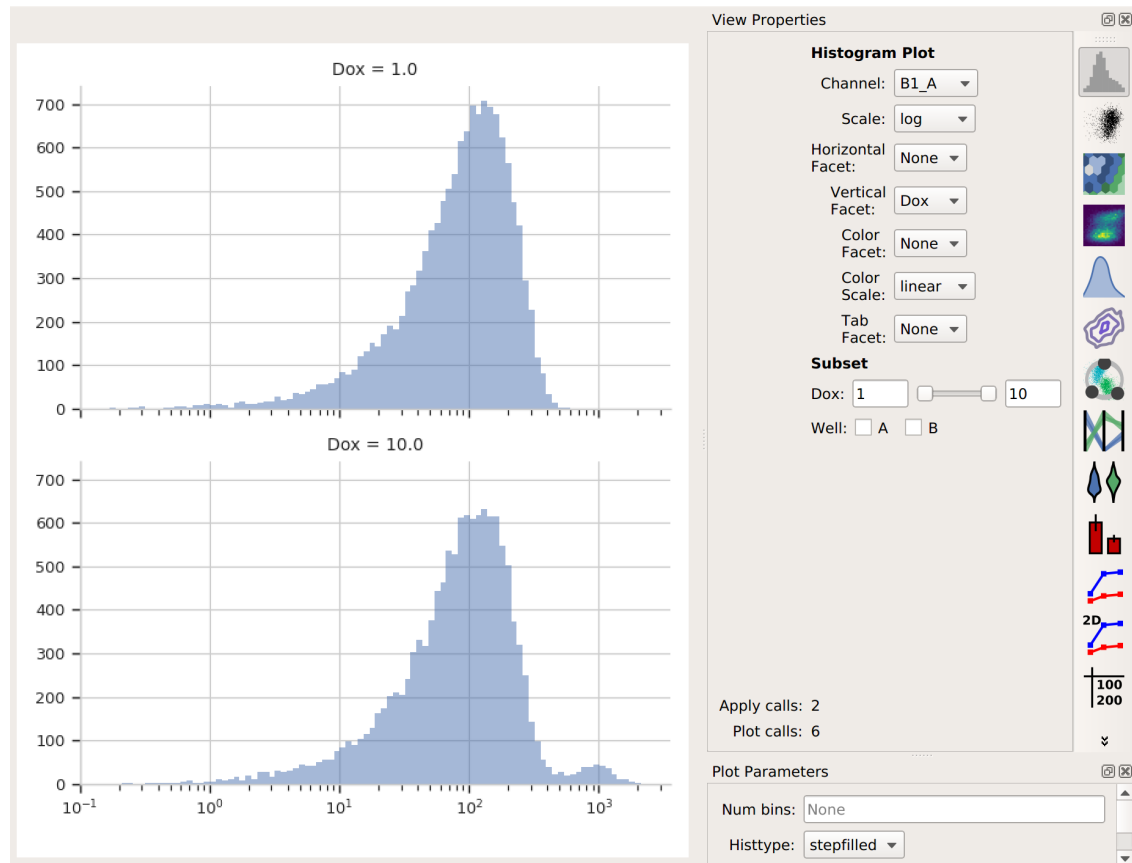 Dox = 1.0
700
600
500
400
300
200
100
0
Dox = 10.0
700
600
500
400
300
200
100
0
10⁻¹ 10⁰ 10¹ 10² 10³
View Properties
Histogram Plot
Channel: B1_A
Scale: log
Horizontal
Facet: None
Vertical
Facet: Dox
Color
Facet: None
Color
Scale: linear
Tab
Facet: None
Subset
Dox: 1 10
Well: A B
Apply calls: 2
Plot calls: 6
2D
100
200
Plot Parameters
Num bins: None
Histtype: stepfilled